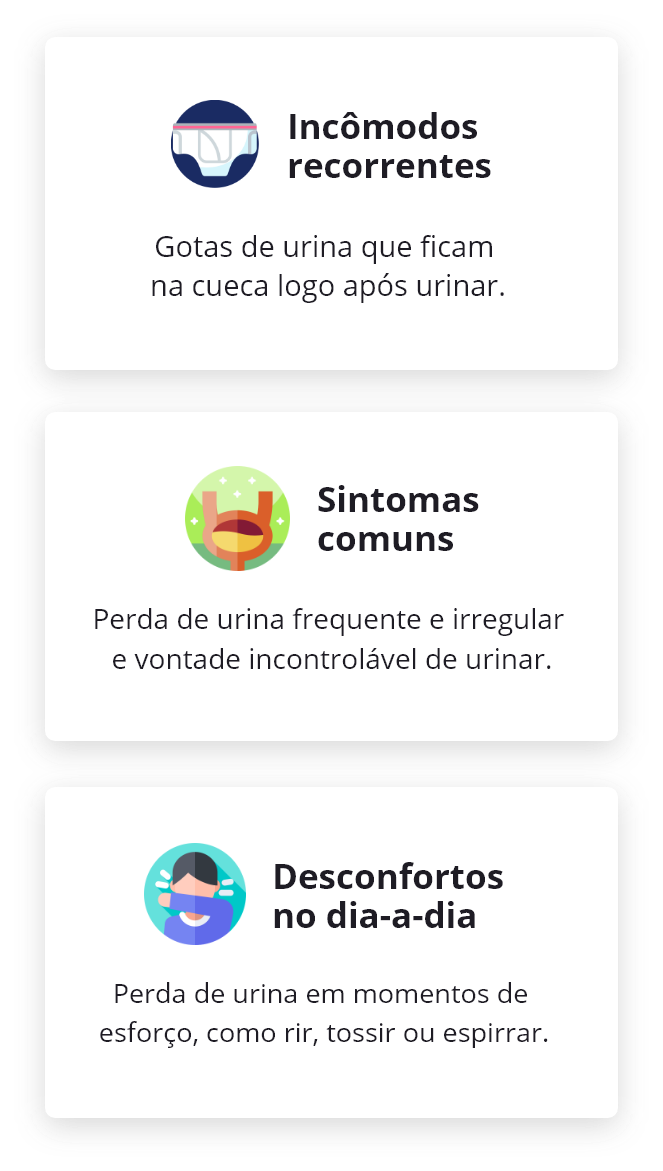 Incômodos
recorrentes
Gotas de urina que ficam
na cueca logo após urinar.
Sintomas
comuns
Perda de urina frequente e irregular
e vontade incontrolável de urinar.
Desconfortos
no dia-a-dia
Perda de urina em momentos de
esforço, como rir, tossir ou espirrar.